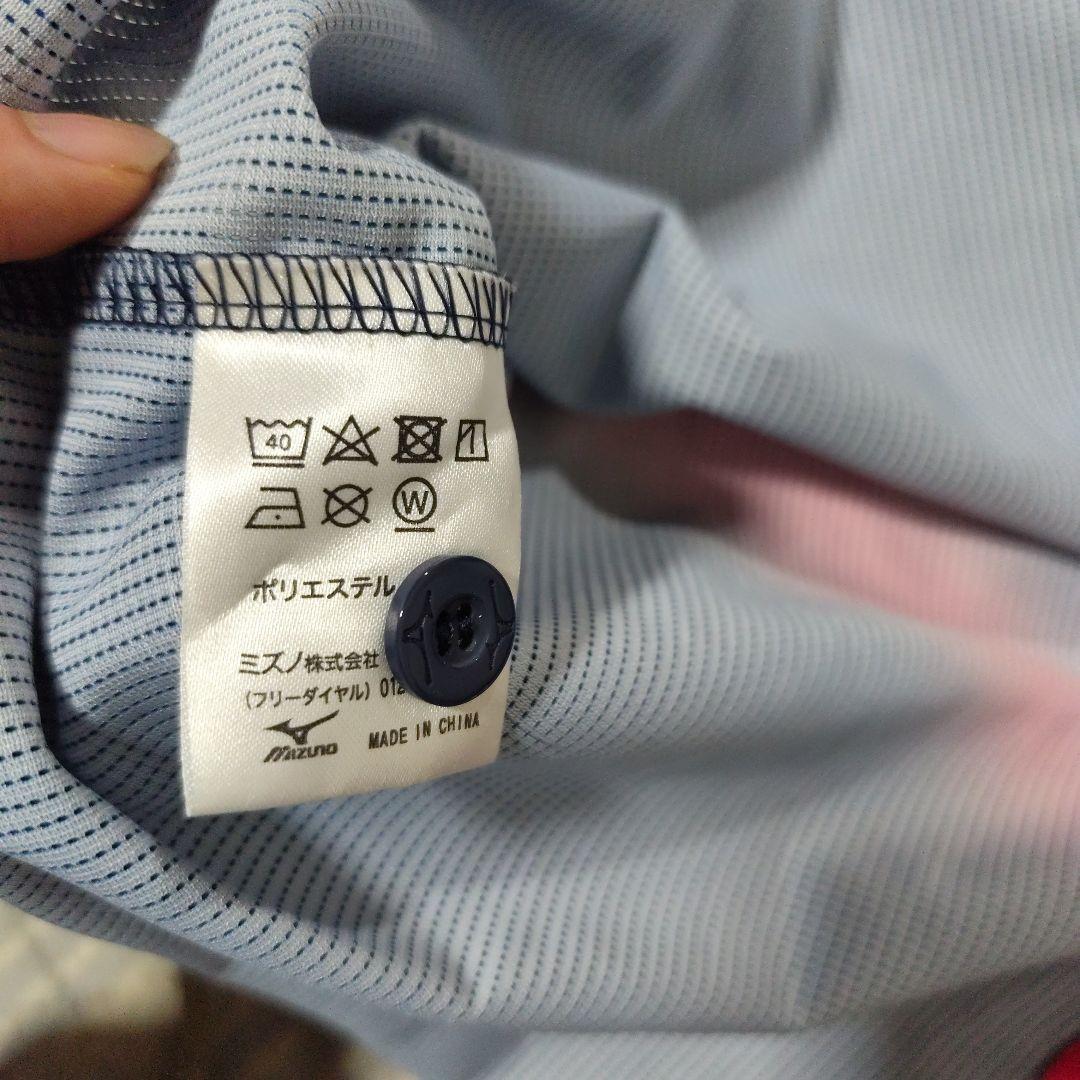 40
W
ポリエステル
ミズノ株式会社
(フリーダイヤル) 012
Mizuno MADE IN CHINA